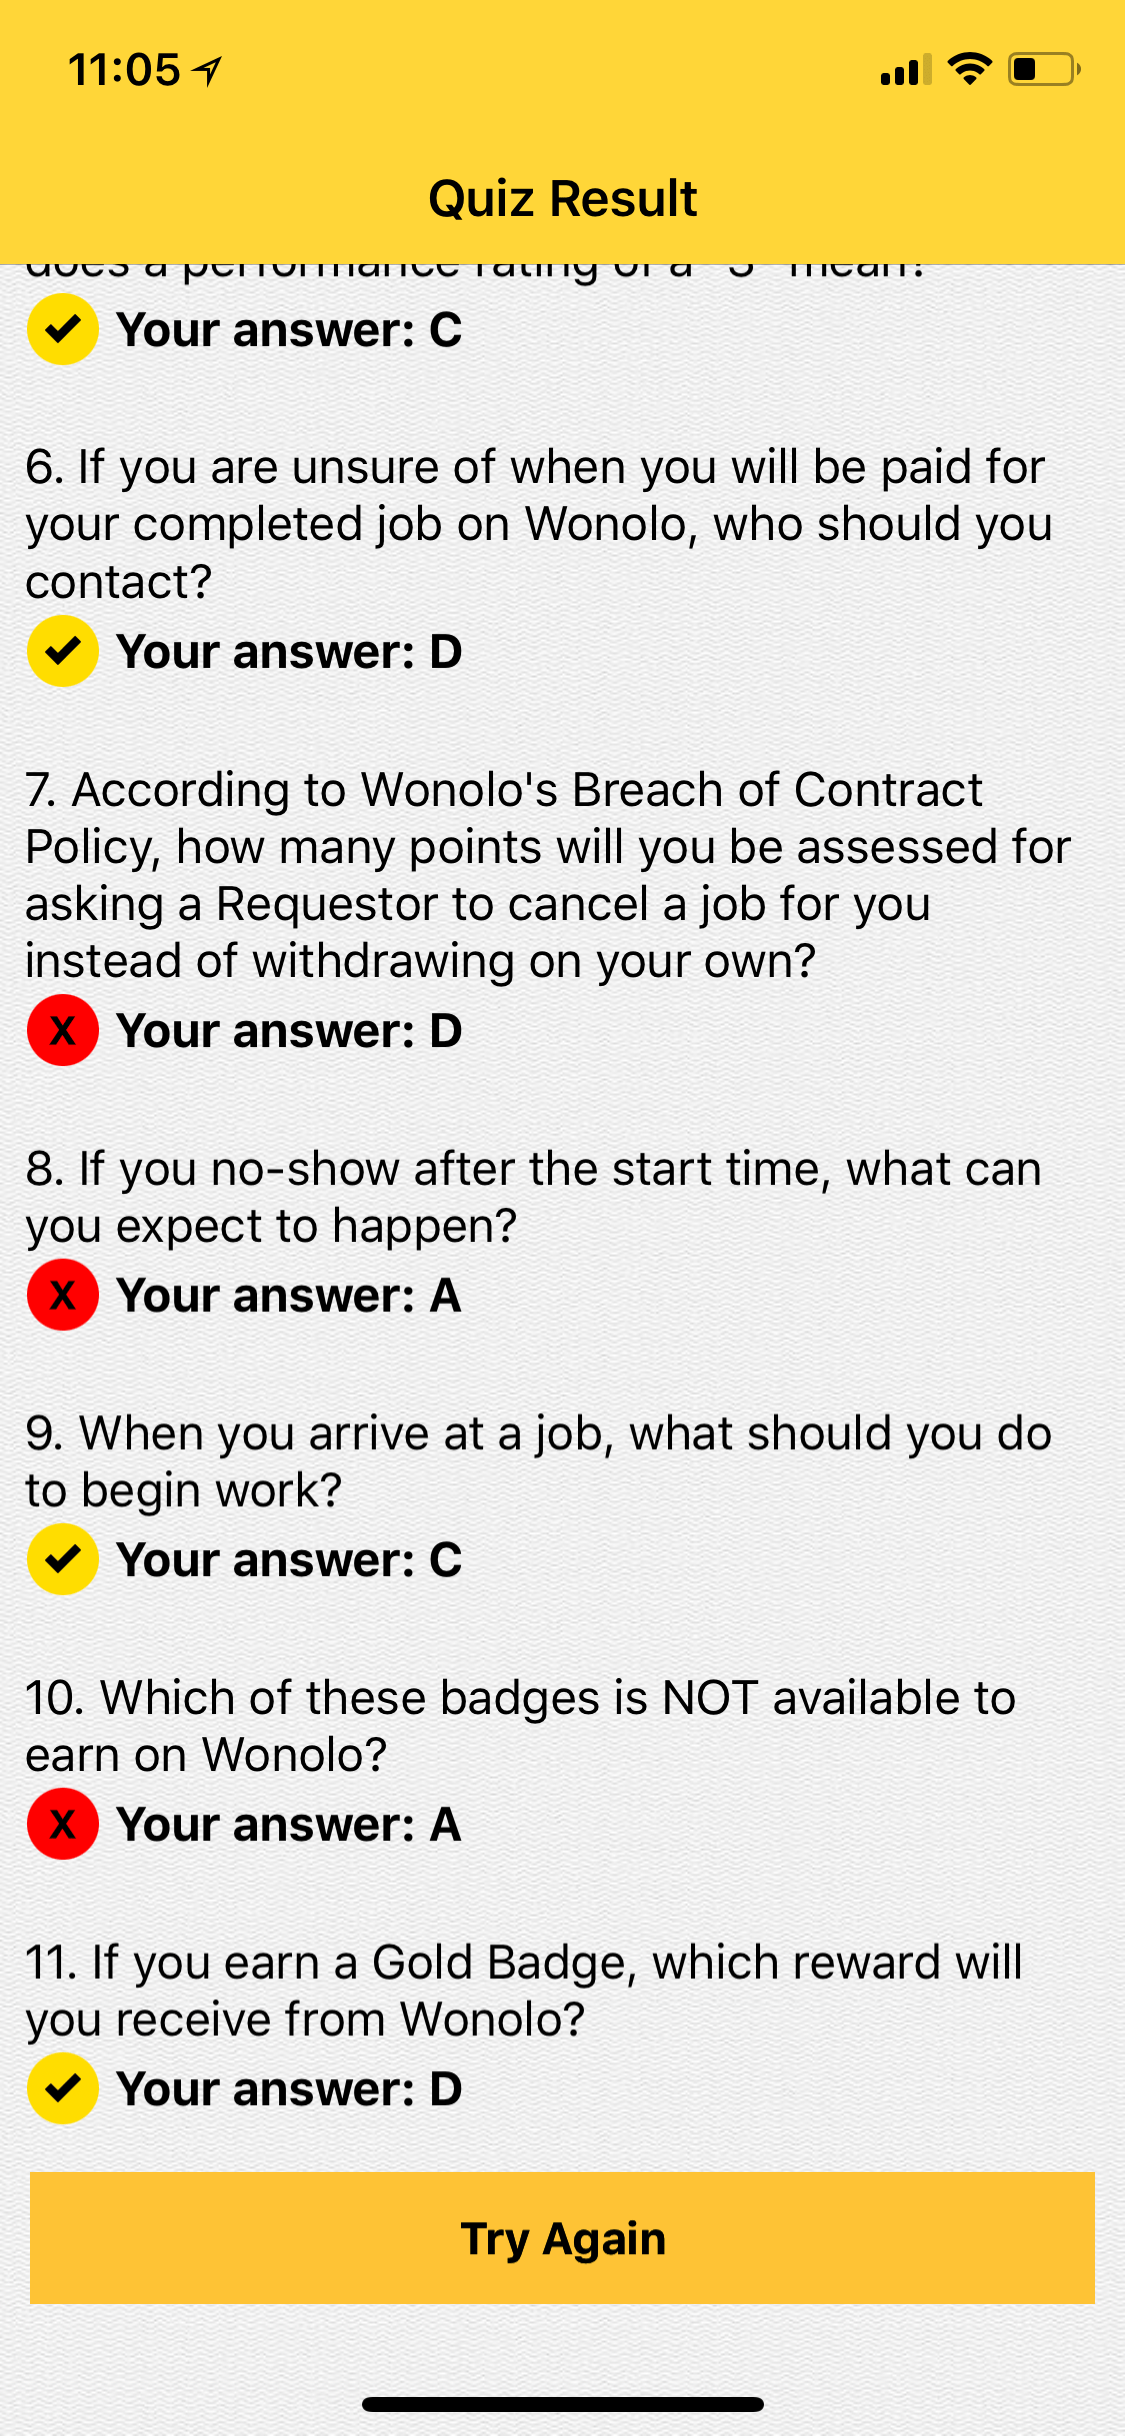 11:05
Quiz Result
does a performance rating of a "3" mean?
Your answer: C
6. If you are unsure of when you will be paid for
your completed job on Wonolo, who should you
contact?
Your answer: D
7. According to Wonolo's Breach of Contract
Policy, how many points will you be assessed for
asking a Requestor to cancel a job for you
instead of withdrawing on your own?
X Your answer: D
8. If you no-show after the start time, what can
you expect to happen?
X Your answer: A
9. When you arrive at a job, what should you do
to begin work?
Your answer: C
10. Which of these badges is NOT available to
earn on Wonolo?
X Your answer: A
11. If you earn a Gold Badge, which reward will
you receive from Wonolo?
Your answer: D
Try Again